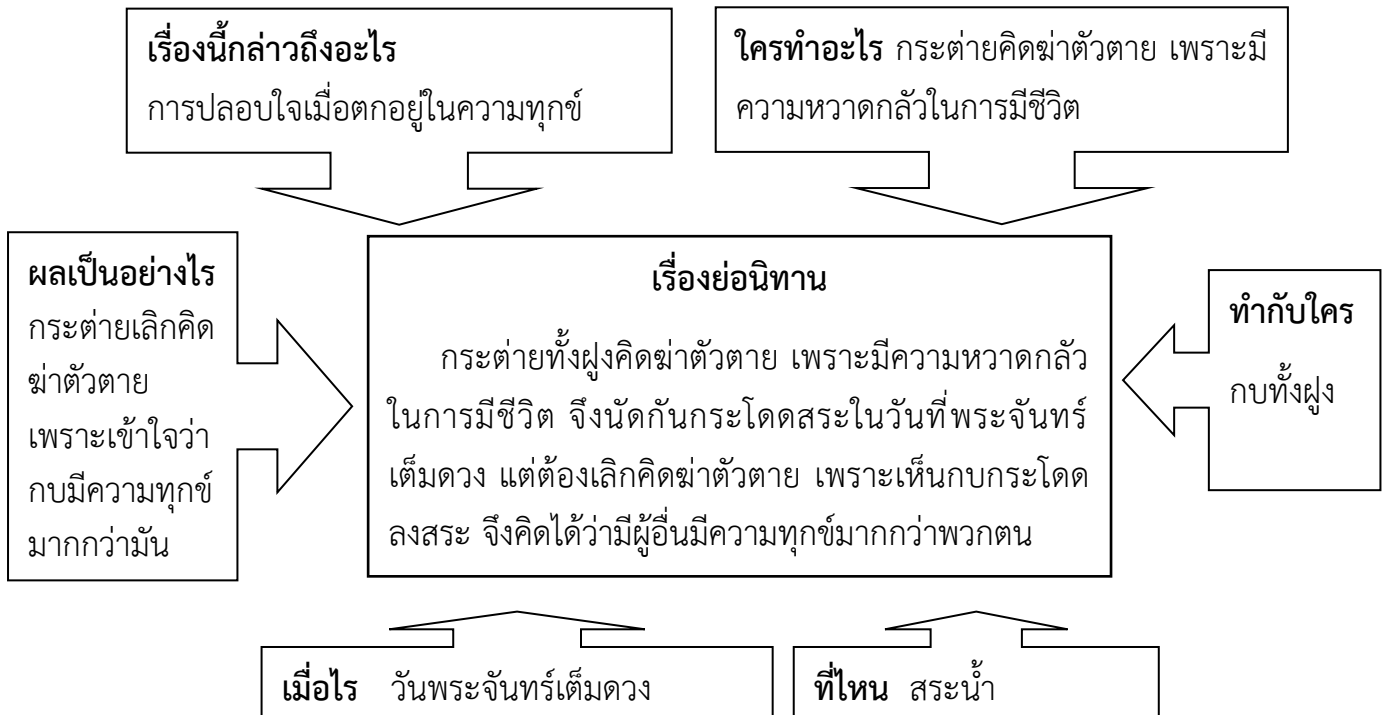 เรื่องนี้กล่าวถึงอะไร
การปลอบใจเมื่อตกอยู่ในความทุกข์
ใครทำอะไร กระต่ายคิดฆ่าตัวตาย เพราะมี
ความหวาดกลัวในการมีชีวิต
ผลเป็นอย่างไร
กระต่ายเลิกคิด
ฆ่าตัวตาย
เพราะเข้าใจว่า
กบมีความทุกข์
มากกว่ามัน
เรื่องย่อนิทาน
กระต่ายทั้งฝูงคิดฆ่าตัวตาย เพราะมีความหวาดกลัว
ในการมีชีวิต จึงนัดกันกระโดดสระในวันที่พระจันทร์
เต็มดวง แต่ต้องเลิกคิดฆ่าตัวตาย เพราะเห็นกบกระโดด
ลงสระ จึงคิดได้ว่ามีผู้อื่นมีความทุกข์มากกว่าพวกตน
ทำกับใคร
กบทั้งฝูง
เมื่อไร วันพระจันทร์เต็มดวง
ที่ไหน สระน้ำ